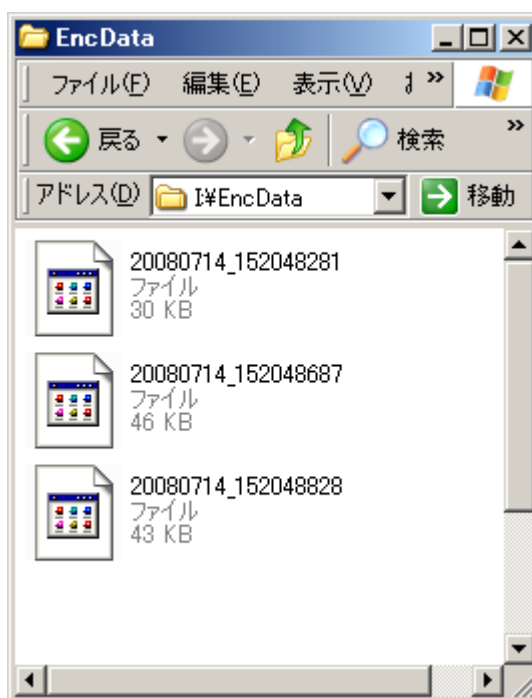 EncData
ファイル(F) 編集(E) 表示(V) »
戻る 検索 »
アドレス(D) I¥EncData 移動
20080714_152048281
ファイル
30 KB
20080714_152048687
ファイル
46 KB
20080714_152048828
ファイル
43 KB